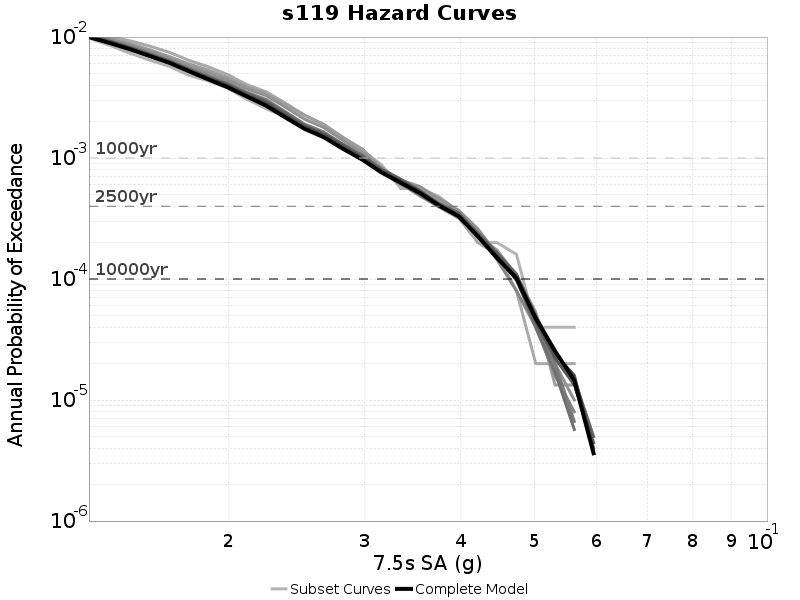 s119 Hazard Curves
Annual Probability of Exceedance
10-2
10-3
10-4
10-5
10-6
1000yr
2500yr
10000yr
2 3 4 5 6 7 8 9 10-1
7.5s SA (g)
Subset Curves Complete Model